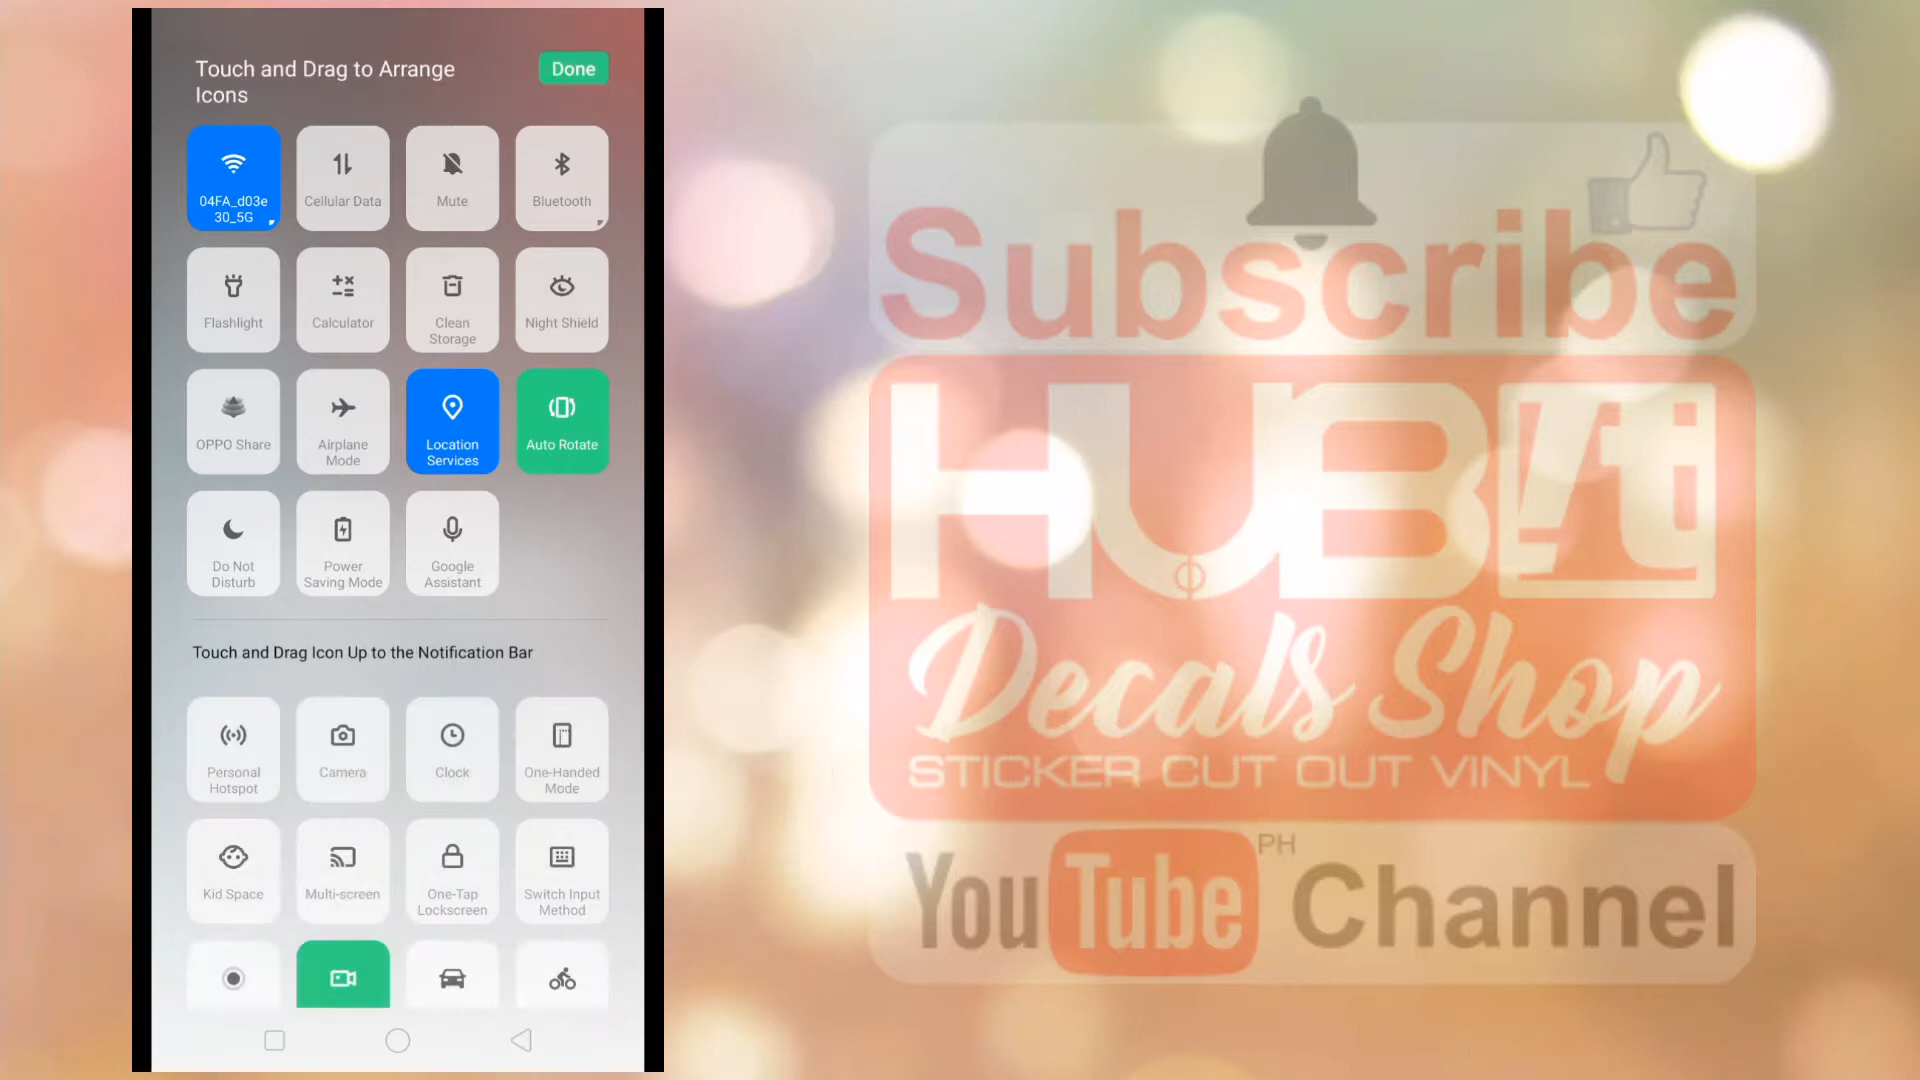 Touch and Drag to Arrange
Icons
Done
04FA_d03e
30_5G
Cellular Data
Mute
Bluetooth
Flashlight
Calculator
Clean
Storage
Night Shield
OPPO Share
Airplane
Mode
Location
Services
Auto Rotate
Do Not
Disturb
Power
Saving Mode
Google
Assistant
Touch and Drag Icon Up to the Notification Bar
Personal
Hotspot
Camera
Clock
One-Handed
Mode
Kid Space
Multi-screen
One-Tap
Lockscreen
Switch Input
Method
Subscribe
HUB
Decals Shop
STICKER CUT OUT VINYL
YouTube PH Channel